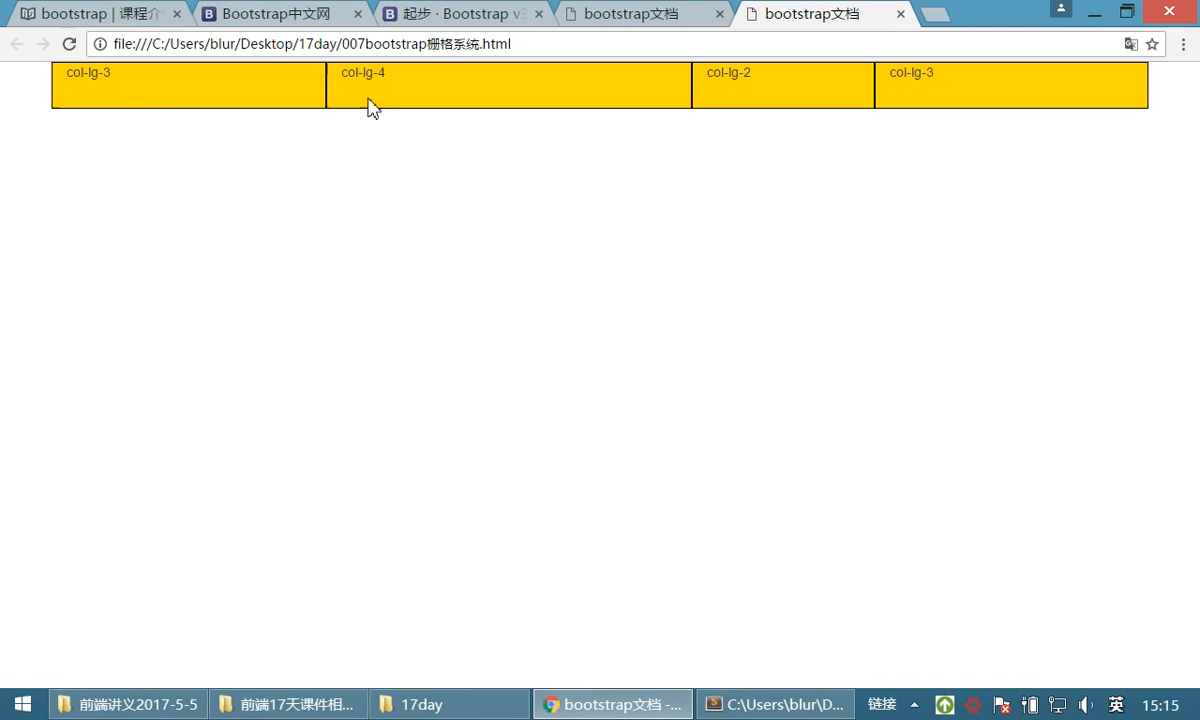 bootstrap | 课程介
Bootstrap中文网
起步 · Bootstrap v
bootstrap文档
bootstrap文档
file:///C:/Users/blur/Desktop/17day/007bootstrap栅格系统.html
col-lg-3
col-lg-4
col-lg-2
col-lg-3
前端讲义2017-5-5
前端17天课件相...
17day
bootstrap文档 -...
C:\Users\blur\D...
链接
英
15:15